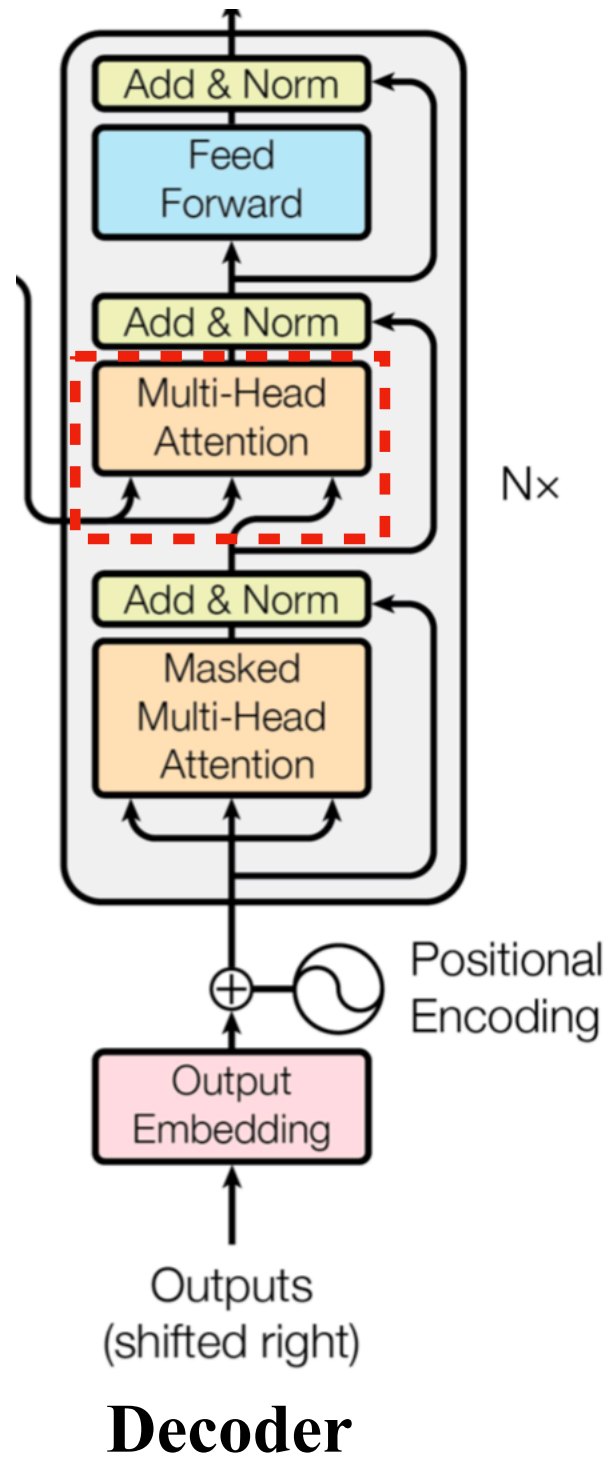 Add & Norm
Feed
Forward
Add & Norm
Multi-Head
Attention
N×
Add & Norm
Masked
Multi-Head
Attention
Positional
Encoding
Output
Embedding
Outputs
(shifted right)
Decoder